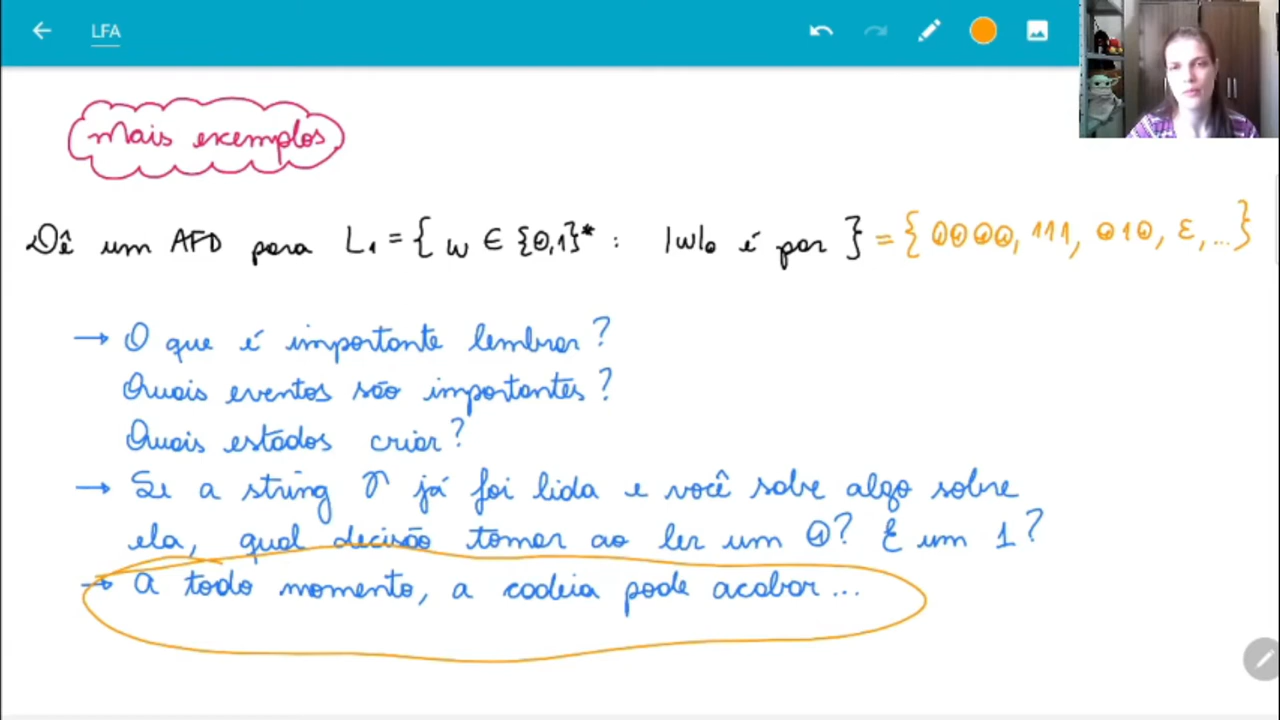 LFA
Mais exemplos
Dê um AFD para L₁ = { w ∈ {0,1}* : |w|₀ é par } = { 0000, 111, 010, ε, ... }
→ O que é importante lembrar?
Quais eventos são importantes?
Quais estados criar?
→ Se a string r já foi lida e você sabe algo sobre
ela, qual decisão tomar ao ler um 0? E um 1?
→ A todo momento, a cadeia pode acabar...